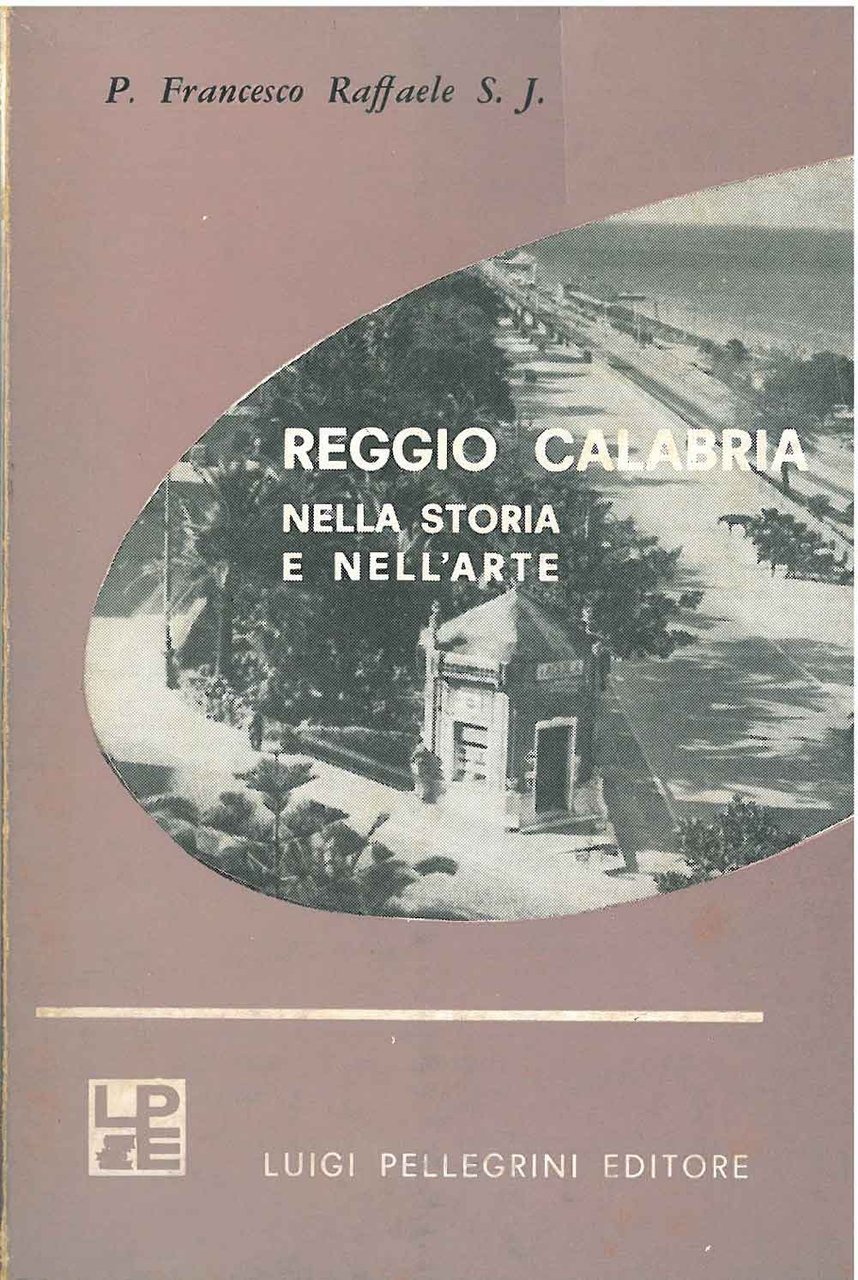 P. Francesco Raffaele S. J.
REGGIO CALABRIA
NELLA STORIA
E NELL'ARTE
LPE
LUIGI PELLEGRINI EDITORE